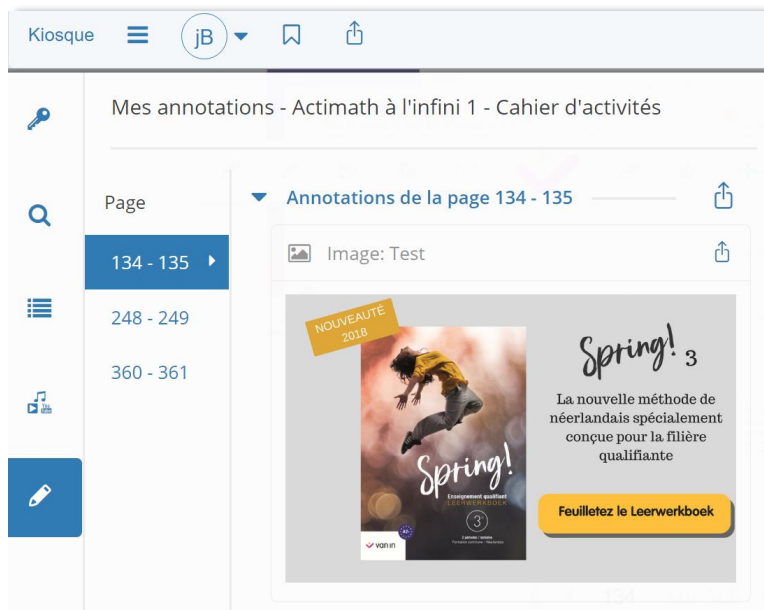 Kiosque
jB
Mes annotations - Actimath à l'infini 1 - Cahier d'activités
Page
134 - 135
248 - 249
360 - 361
Annotations de la page 134 - 135
Image: Test
NOUVEAUTÉ
2018
Spring!
Enseignement qualifiant
LEERWERKBOEK
3e
van in
Spring! 3
La nouvelle méthode de
néerlandais spécialement
conçue pour la filière
qualifiante
Feuilletez le Leerwerkboek